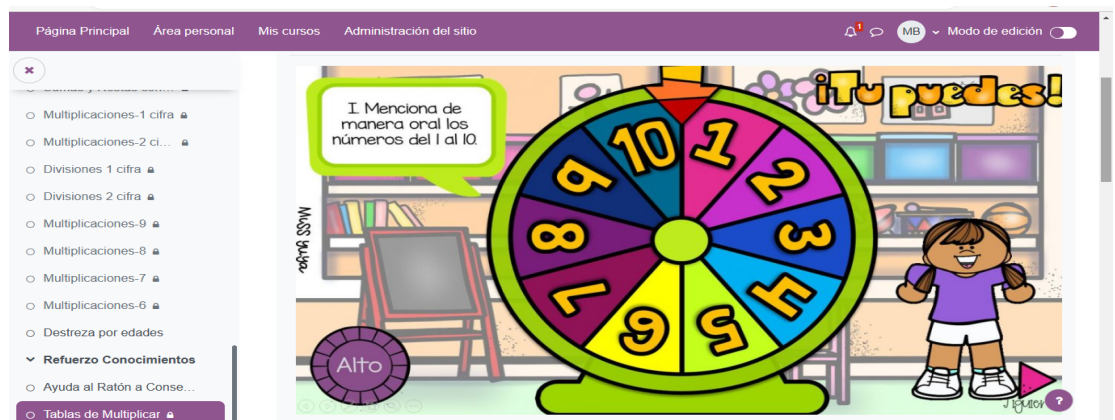 Página Principal Área personal Mis cursos Administración del sitio 1 MB Modo de edición
Multiplicaciones-1 cifra
Multiplicaciones-2 ci...
Divisiones 1 cifra
Divisiones 2 cifra
Multiplicaciones-9
Multiplicaciones-8
Multiplicaciones-7
Multiplicaciones-6
Destreza por edades
Refuerzo Conocimientos
Ayuda al Ratón a Conse...
Tablas de Multiplicar
I. Menciona de
manera oral los
números del 1 al 10.
¡Tu puedes!
1
2
3
4
5
6
7
8
9
10
Alto
?